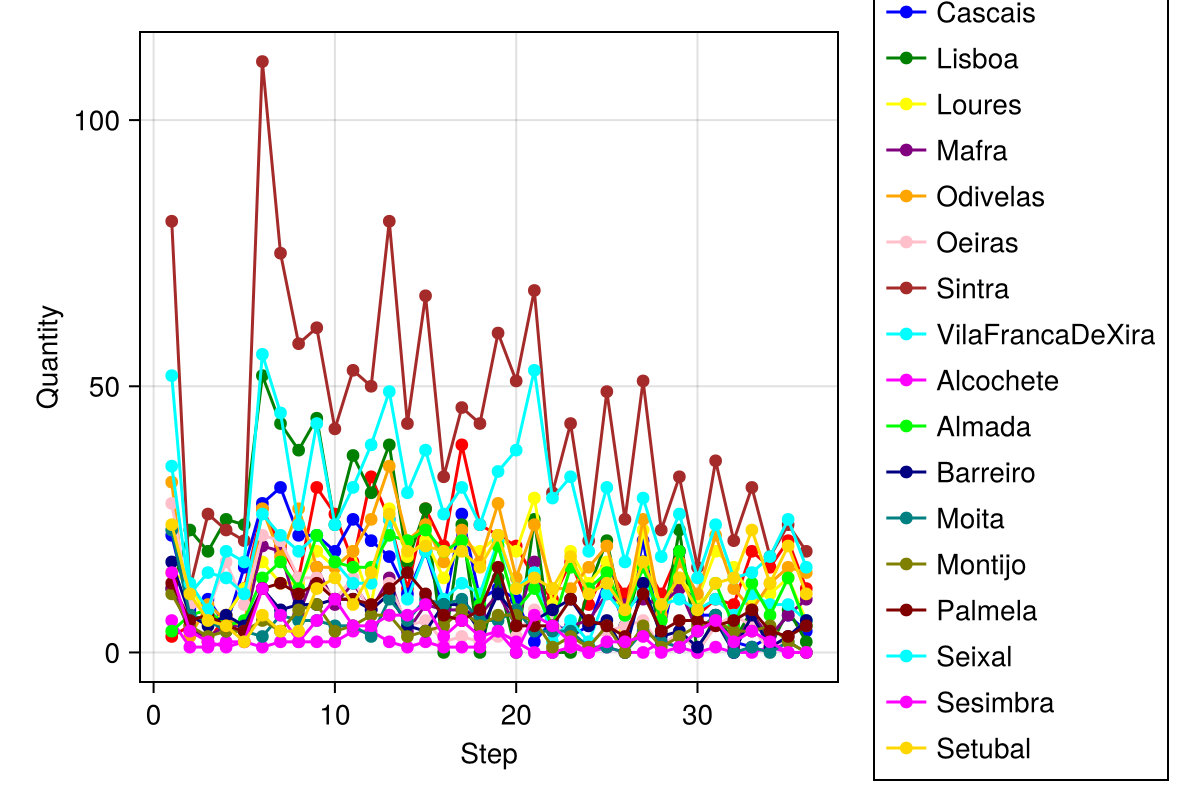 Cascais
Lisboa
Loures
Mafra
Odivelas
Oeiras
Sintra
VilaFrancaDeXira
Alcochete
Almada
Barreiro
Moita
Montijo
Palmela
Seixal
Sesimbra
Setubal
100
50
0
Quantity
0 10 20 30
Step